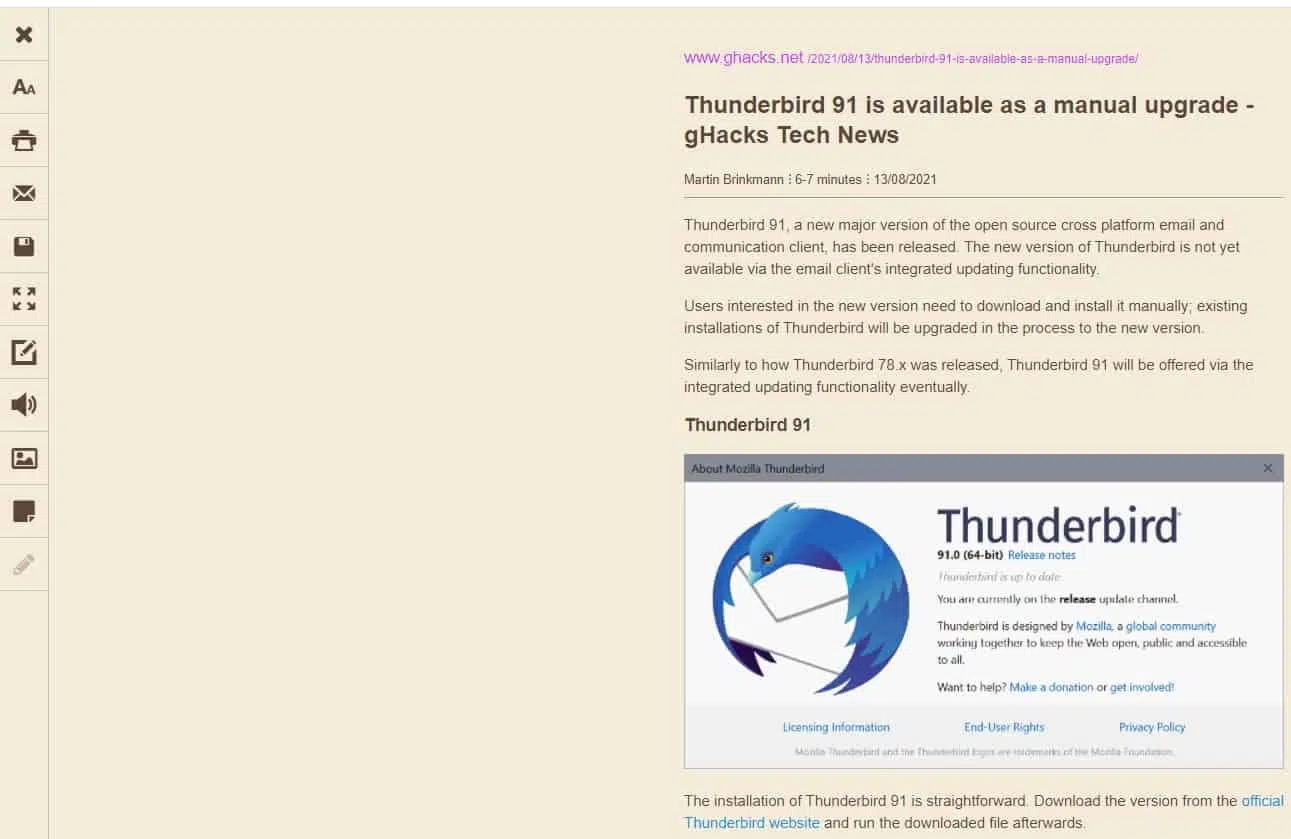 AA
www.ghacks.net /2021/08/13/thunderbird-91-is-available-as-a-manual-upgrade/
Thunderbird 91 is available as a manual upgrade -
gHacks Tech News
Martin Brinkmann ⋮ 6-7 minutes ⋮ 13/08/2021
Thunderbird 91, a new major version of the open source cross platform email and
communication client, has been released. The new version of Thunderbird is not yet
available via the email client's integrated updating functionality.
Users interested in the new version need to download and install it manually; existing
installations of Thunderbird will be upgraded in the process to the new version.
Similarly to how Thunderbird 78.x was released, Thunderbird 91 will be offered via the
integrated updating functionality eventually.
Thunderbird 91
About Mozilla Thunderbird
Thunderbird
91.0 (64-bit) Release notes
Thunderbird is up to date
You are currently on the release update channel.
Thunderbird is designed by Mozilla, a global community
working together to keep the Web open, public and accessible
to all.
Want to help? Make a donation or get involved!
Licensing Information End-User Rights Privacy Policy
Mozilla Thunderbird and the Thunderbird logos are trademarks of the Mozilla Foundation.
The installation of Thunderbird 91 is straightforward. Download the version from the official
Thunderbird website and run the downloaded file afterwards.